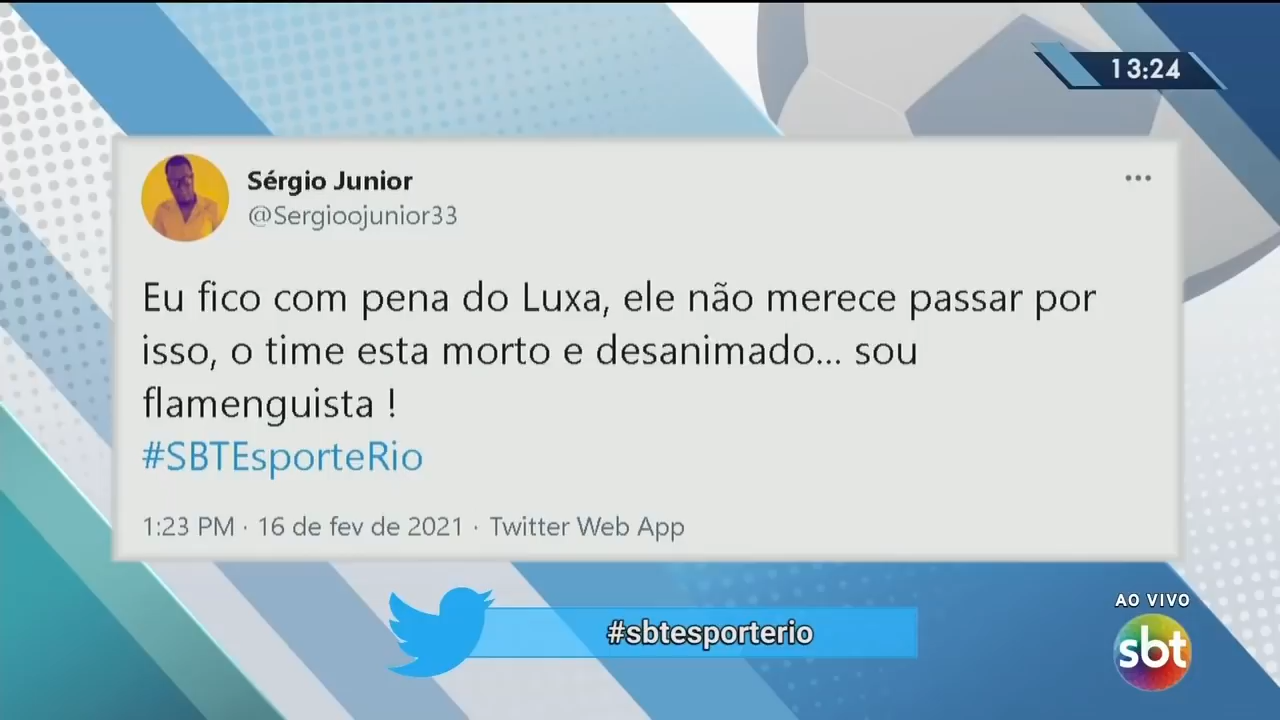 13:24
Sérgio Junior
@Sergioojunior33
Eu fico com pena do Luxa, ele não merece passar por
isso, o time esta morto e desanimado... sou
flamenguista !
#SBTEsporteRio
1:23 PM · 16 de fev de 2021 · Twitter Web App
#sbtesporterio
AO VIVO
sbt